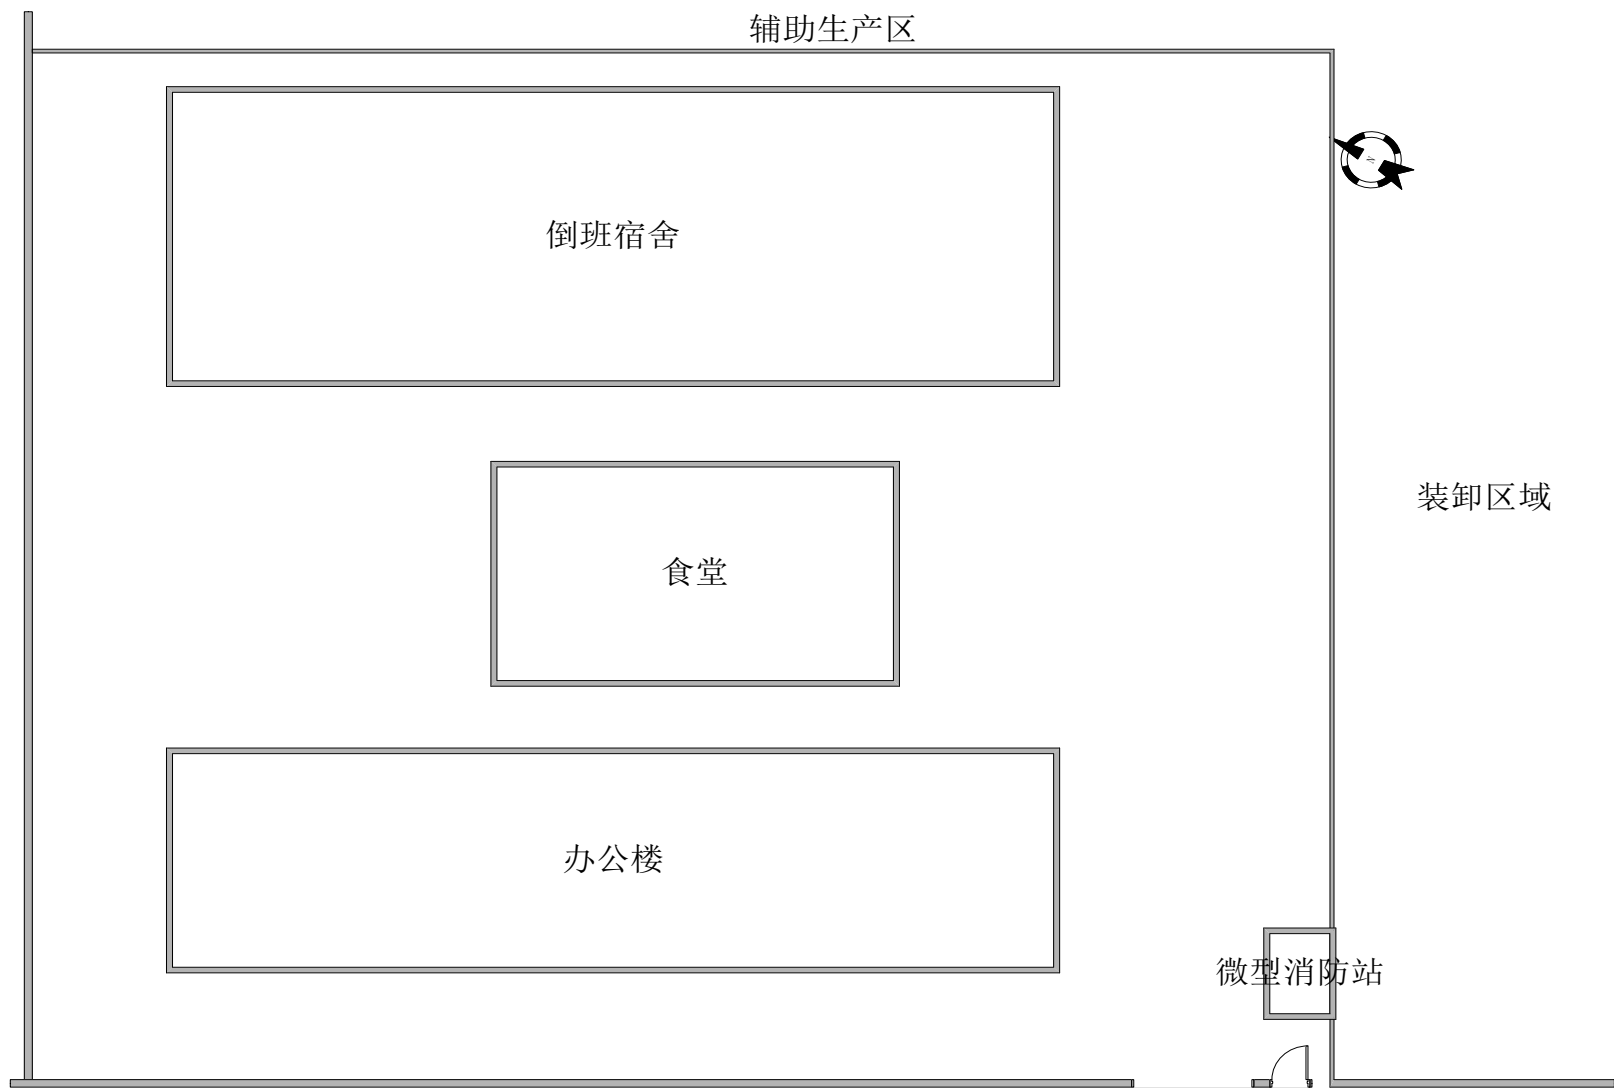 辅助生产区
倒班宿舍
N
装卸区域
食堂
办公楼
微型消防站